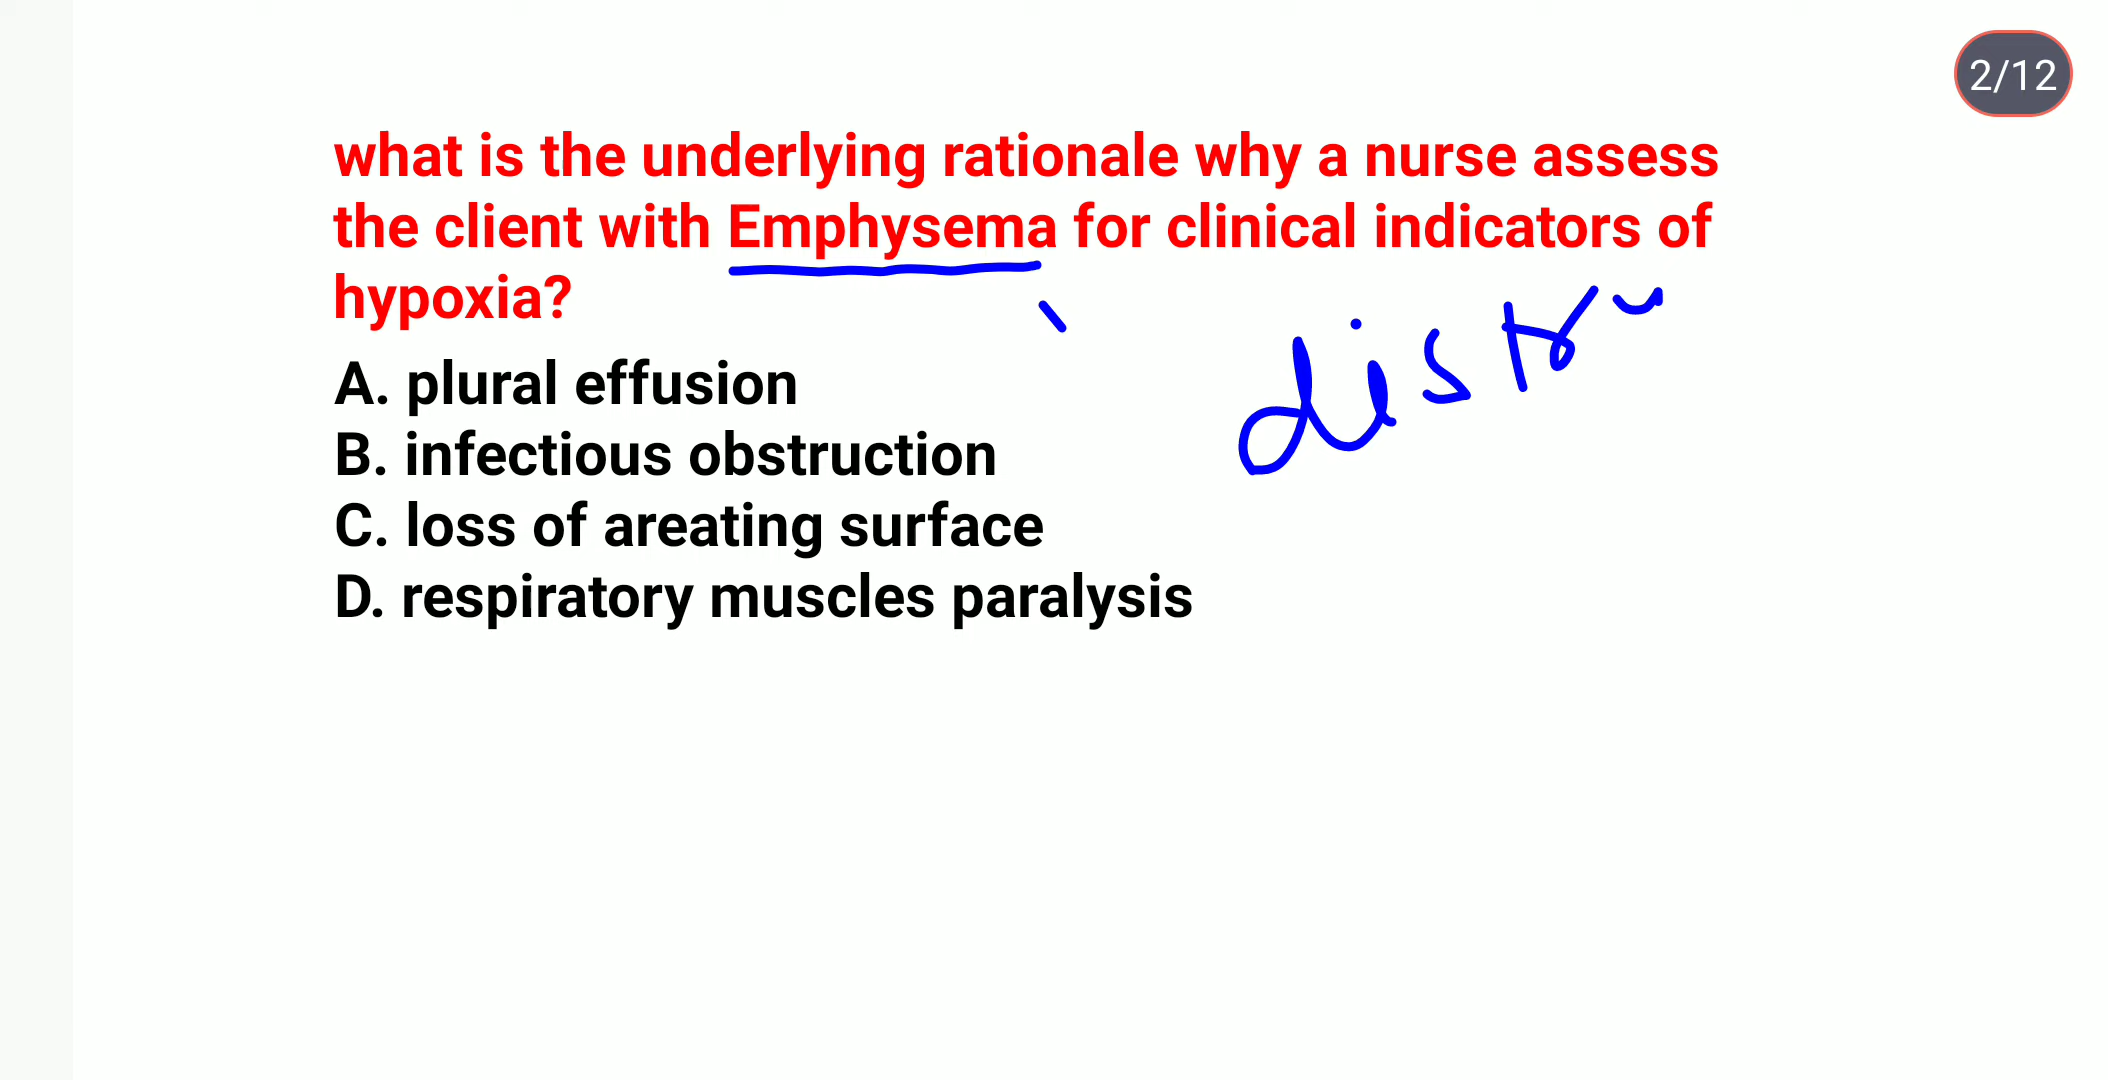 2/12
what is the underlying rationale why a nurse assess
the client with Emphysema for clinical indicators of
hypoxia?
distr
A. plural effusion
B. infectious obstruction
C. loss of areating surface
D. respiratory muscles paralysis